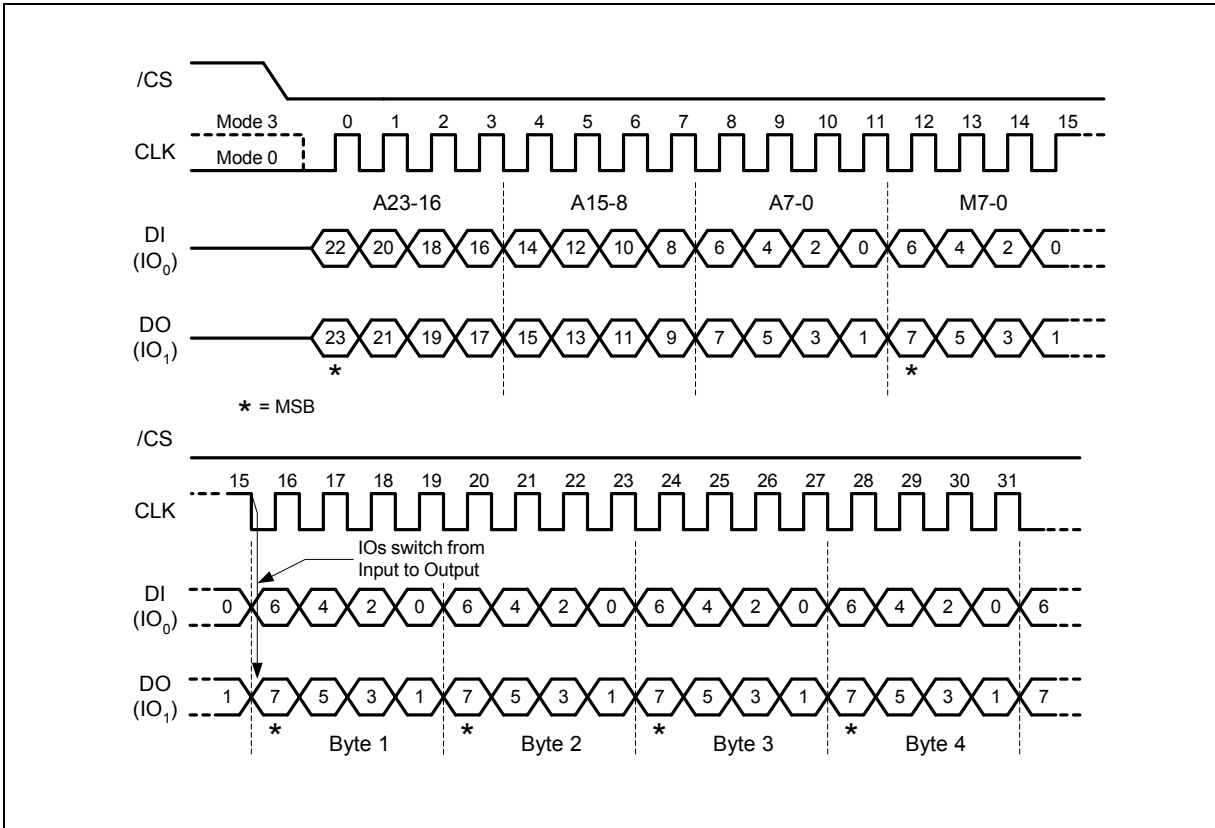 /CS
Mode 3 0 1 2 3 4 5 6 7 8 9 10 11 12 13 14 15
CLK
Mode 0
A23-16 A15-8 A7-0 M7-0
DI
(IO0) 22 20 18 16 14 12 10 8 6 4 2 0 6 4 2 0
DO
(IO1) 23 21 19 17 15 13 11 9 7 5 3 1 7 5 3 1
* *
* = MSB
/CS
15 16 17 18 19 20 21 22 23 24 25 26 27 28 29 30 31
CLK
IOs switch from
Input to Output
DI
(IO0) 0 6 4 2 0 6 4 2 0 6 4 2 0 6 4 2 0 6
DO
(IO1) 1 7 5 3 1 7 5 3 1 7 5 3 1 7 5 3 1 7
* * * *
Byte 1 Byte 2 Byte 3 Byte 4